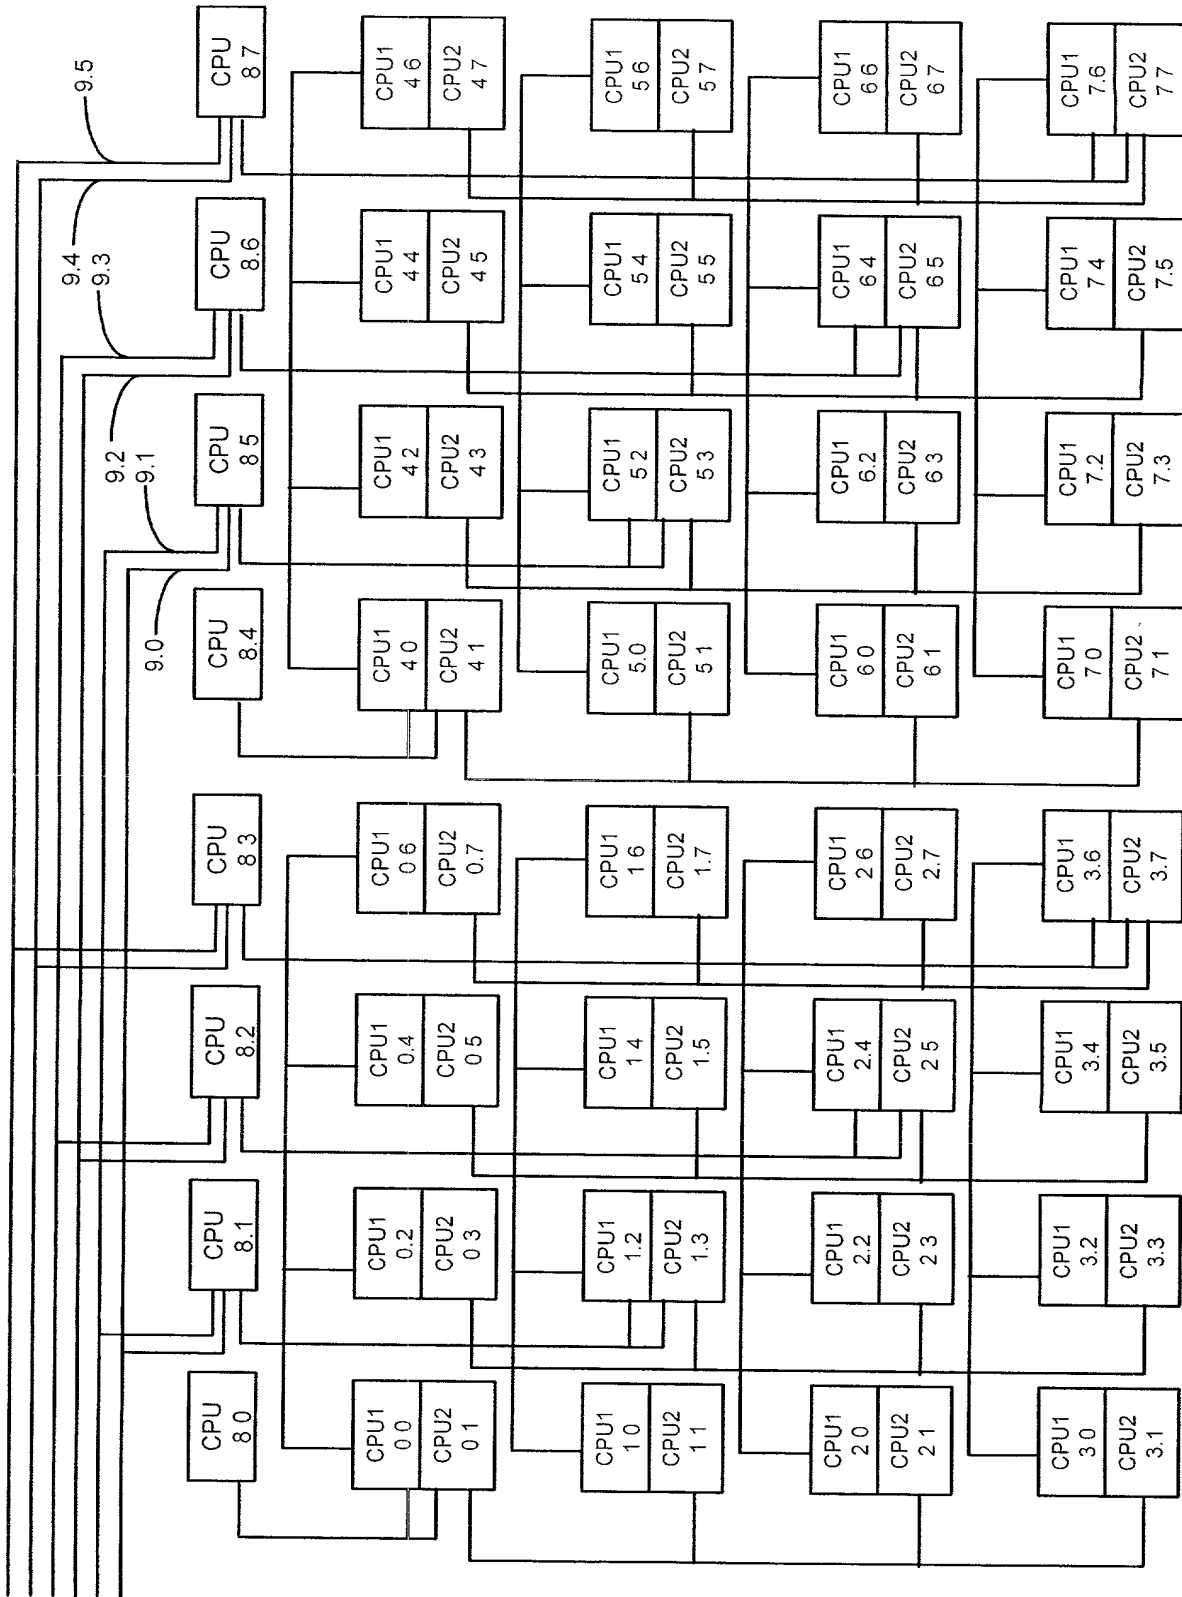 9.0
9.1
9.2
9.3
9.4
9.5
CPU
8 0
CPU
8.1
CPU
8.2
CPU
8 3
CPU
8.4
CPU
8 5
CPU
8.6
CPU
8 7
CPU1
0 0
CPU2
0 1
CPU1
0.2
CPU2
0 3
CPU1
0.4
CPU2
0 5
CPU1
0 6
CPU2
0.7
CPU1
4 0
CPU2
4 1
CPU1
4 2
CPU2
4 3
CPU1
4 4
CPU2
4 5
CPU1
4 6
CPU2
4 7
CPU1
1 0
CPU2
1 1
CPU1
1.2
CPU2
1.3
CPU1
1 4
CPU2
1.5
CPU1
1 6
CPU2
1.7
CPU1
5.0
CPU2
5 1
CPU1
5 2
CPU2
5 3
CPU1
5 4
CPU2
5 5
CPU1
5 6
CPU2
5 7
CPU1
2 0
CPU2
2 1
CPU1
2.2
CPU2
2 3
CPU1
2.4
CPU2
2 5
CPU1
2 6
CPU2
2.7
CPU1
6 0
CPU2
6 1
CPU1
6.2
CPU2
6 3
CPU1
6 4
CPU2
6 5
CPU1
6 6
CPU2
6 7
CPU1
3 0
CPU2
3.1
CPU1
3.2
CPU2
3.3
CPU1
3.4
CPU2
3.5
CPU1
3.6
CPU2
3.7
CPU1
7 0
CPU2
7 1
CPU1
7.2
CPU2
7.3
CPU1
7 4
CPU2
7.5
CPU1
7.6
CPU2
7 7